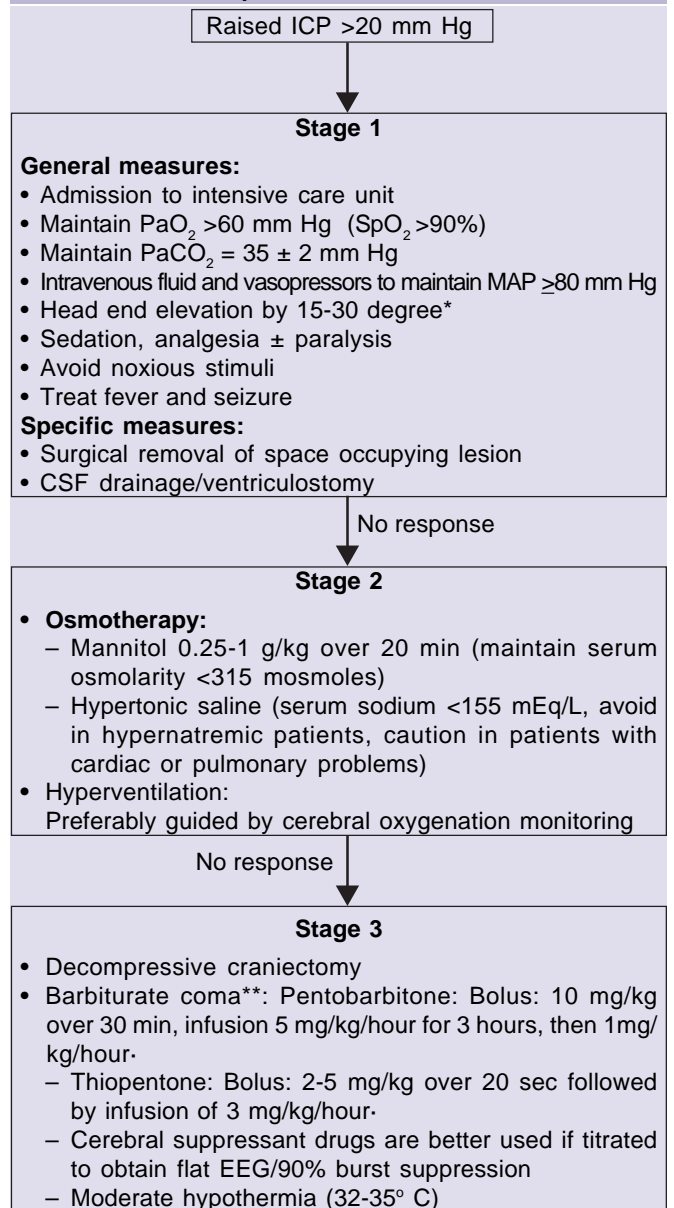 Raised ICP >20 mm Hg
Stage 1
General measures:
• Admission to intensive care unit
• Maintain PaO2 >60 mm Hg (SpO2 >90%)
• Maintain PaCO2 = 35 ± 2 mm Hg
• Intravenous fluid and vasopressors to maintain MAP ≥80 mm Hg
• Head end elevation by 15-30 degree*
• Sedation, analgesia ± paralysis
• Avoid noxious stimuli
• Treat fever and seizure
Specific measures:
• Surgical removal of space occupying lesion
• CSF drainage/ventriculostomy
No response
Stage 2
• Osmotherapy:
– Mannitol 0.25-1 g/kg over 20 min (maintain serum
osmolarity <315 mosmoles)
– Hypertonic saline (serum sodium <155 mEq/L, avoid
in hypernatremic patients, caution in patients with
cardiac or pulmonary problems)
• Hyperventilation:
Preferably guided by cerebral oxygenation monitoring
No response
Stage 3
• Decompressive craniectomy
• Barbiturate coma**: Pentobarbitone: Bolus: 10 mg/kg
over 30 min, infusion 5 mg/kg/hour for 3 hours, then 1mg/
kg/hour·
– Thiopentone: Bolus: 2-5 mg/kg over 20 sec followed
by infusion of 3 mg/kg/hour·
– Cerebral suppressant drugs are better used if titrated
to obtain flat EEG/90% burst suppression
– Moderate hypothermia (32-35º C)